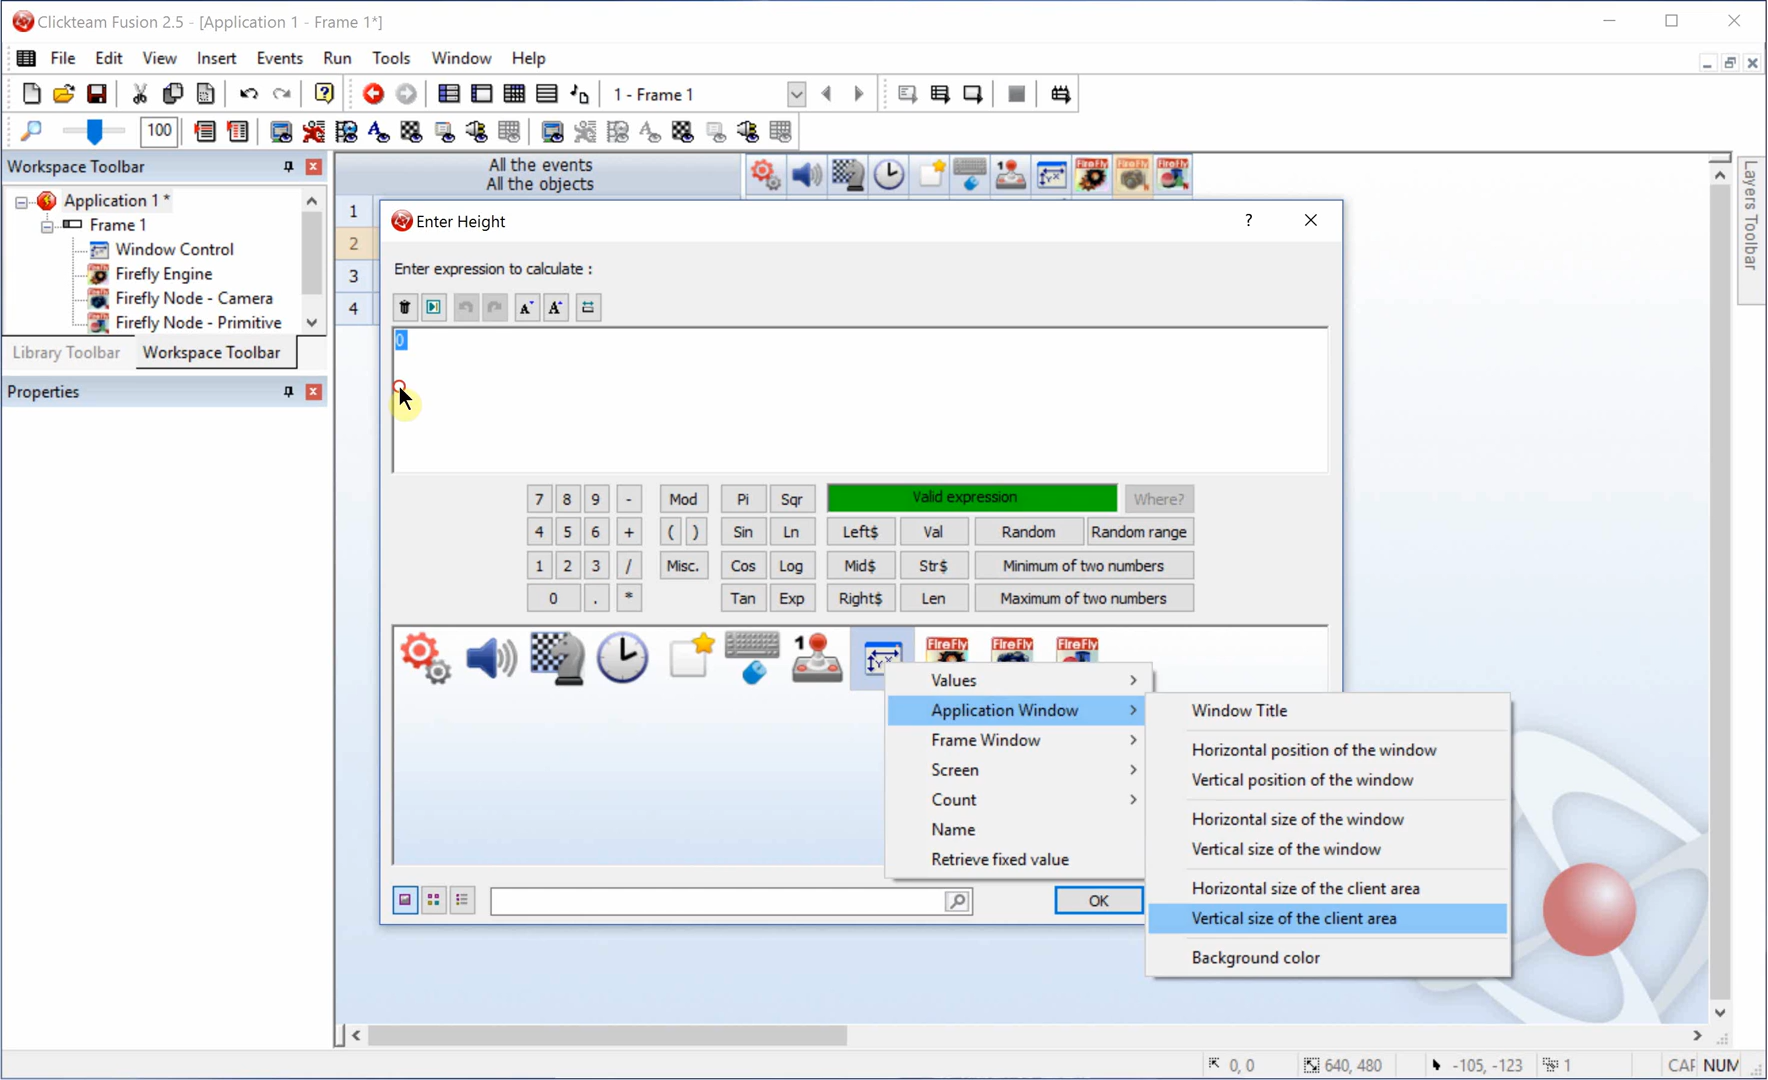 Clickteam Fusion 2.5 - [Application 1 - Frame 1*]
File Edit View Insert Events Run Tools Window Help
1 - Frame 1
100
Workspace Toolbar
Application 1 *
Frame 1
Window Control
Firefly Engine
Firefly Node - Camera
Firefly Node - Primitive
Library Toolbar Workspace Toolbar
Properties
All the events
All the objects
FireFly FireFly FireFly
1
2
3
4
Layers Toolbar
Enter Height
?
Enter expression to calculate :
A A
0
7 8 9 - Mod Pi Sqr Valid expression Where?
4 5 6 + ( ) Sin Ln Left$ Val Random Random range
1 2 3 / Misc. Cos Log Mid$ Str$ Minimum of two numbers
0 . * Tan Exp Right$ Len Maximum of two numbers
1 FireFly FireFly FireFly
Values
Application Window
Frame Window
Screen
Count
Name
Retrieve fixed value
Window Title
Horizontal position of the window
Vertical position of the window
Horizontal size of the window
Vertical size of the window
Horizontal size of the client area
Vertical size of the client area
Background color
OK
0, 0 640, 480 -105, -123 1 CAP NUM